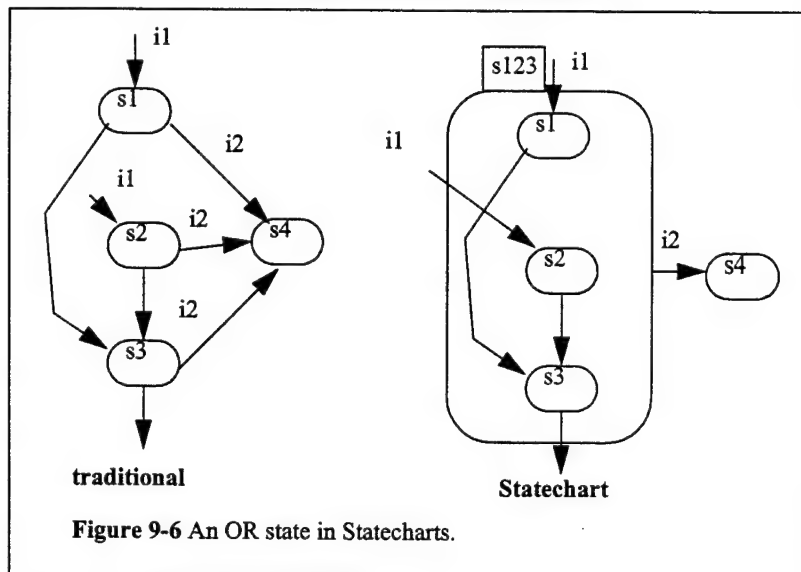 i1
s1
i2
i1
s2
i2
s4
i2
s3
traditional
s123
i1
s1
i1
s2
i2
s4
s3
Statechart
Figure 9-6 An OR state in Statecharts.